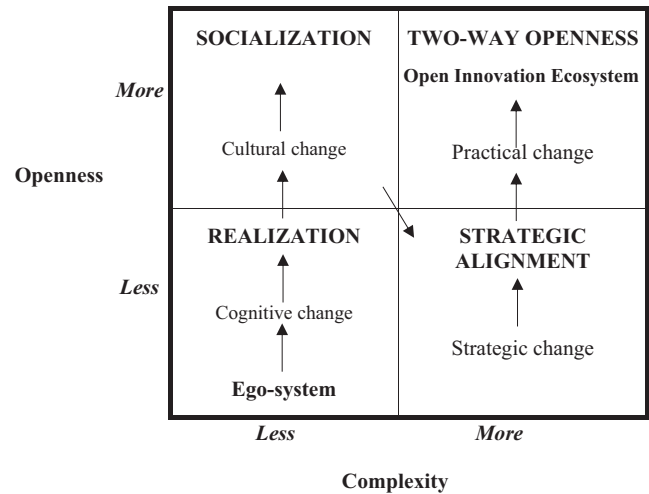 SOCIALIZATION
TWO-WAY OPENNESS
Open Innovation Ecosystem
More
Cultural change
Practical change
Openness
REALIZATION
STRATEGIC
ALIGNMENT
Less
Cognitive change
Strategic change
Ego-system
Less
More
Complexity